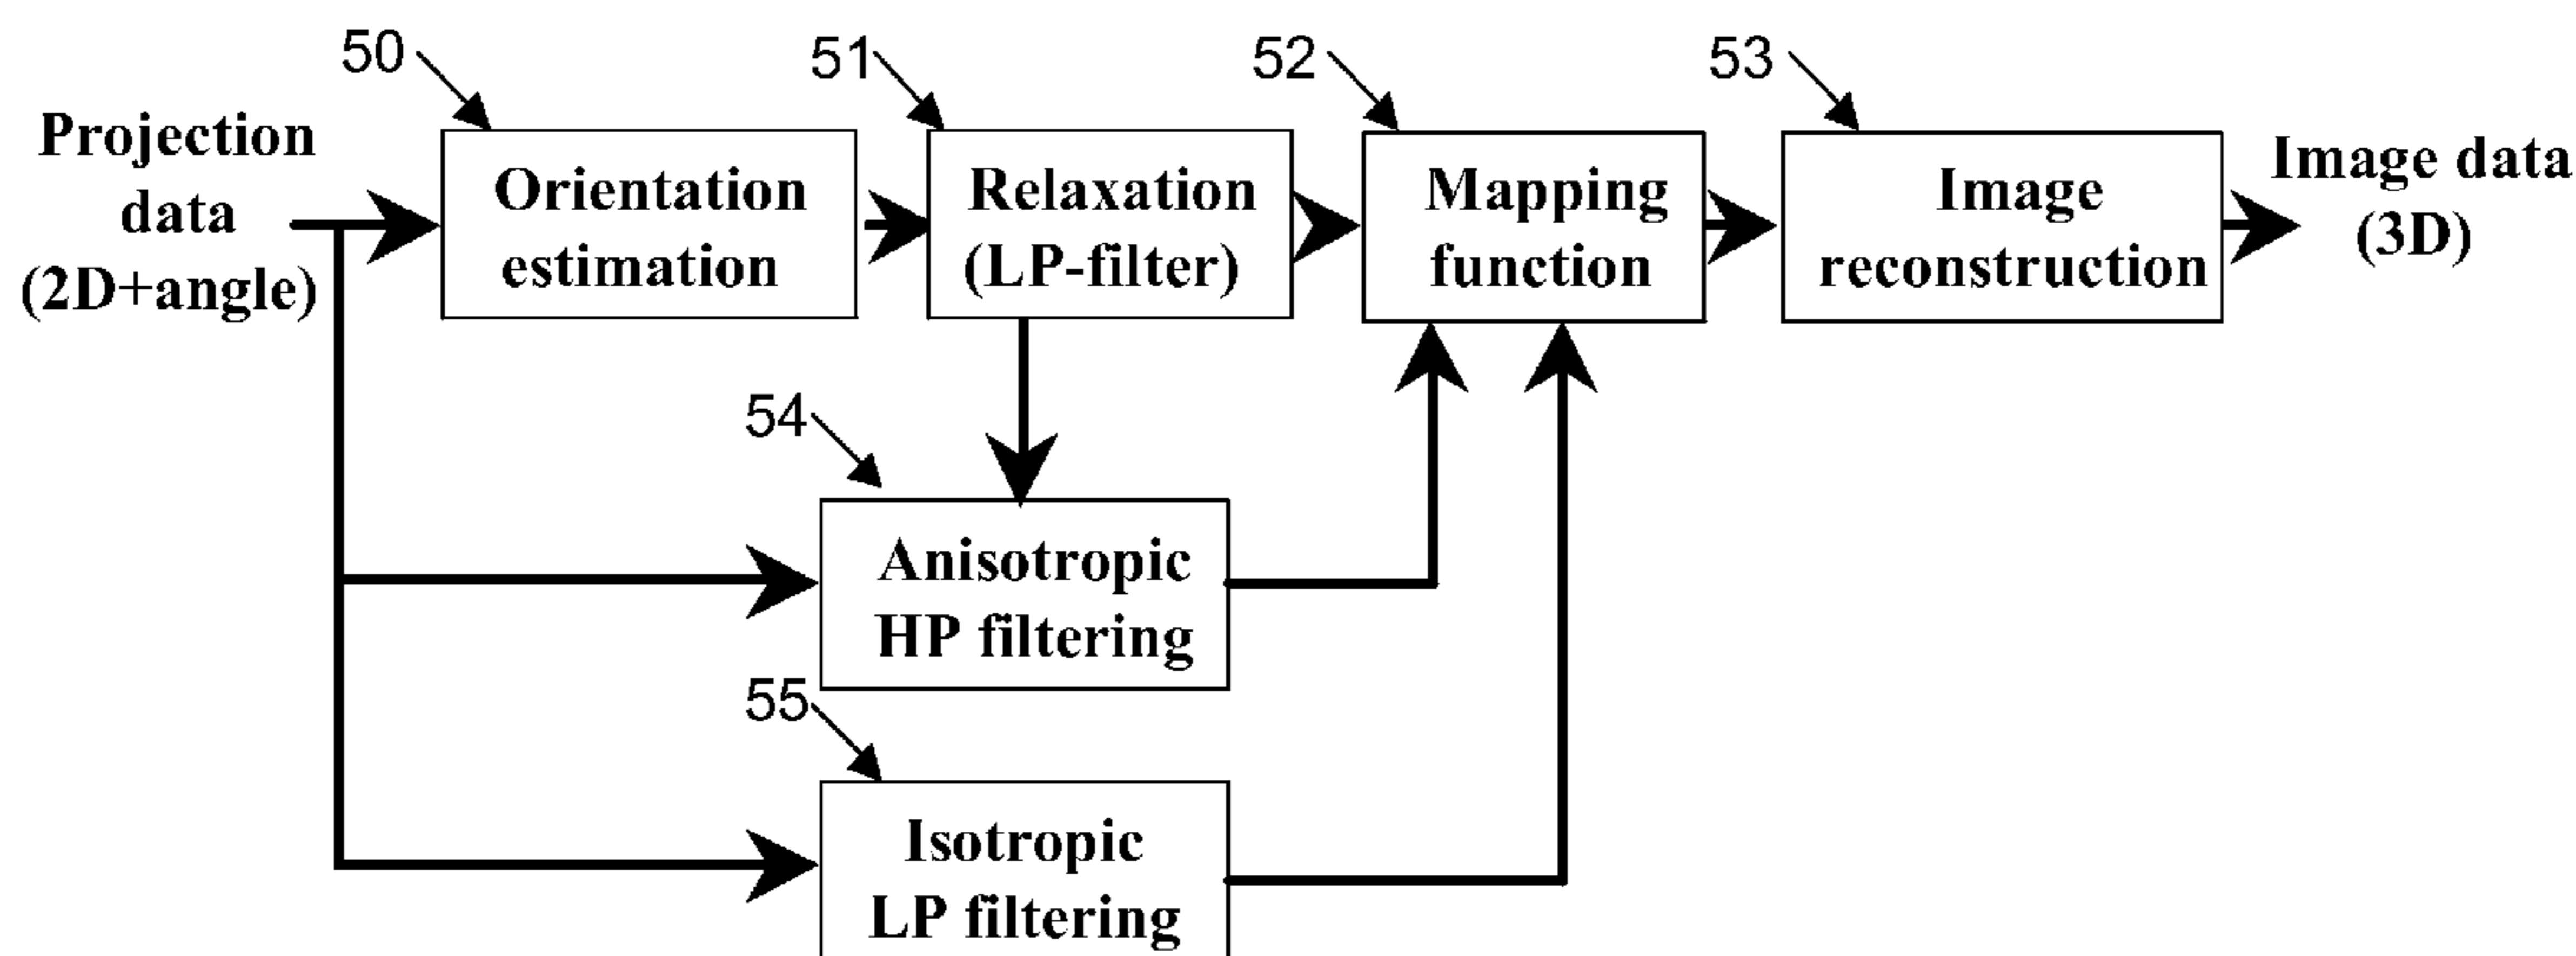 50
51
52
53
Projection
data
(2D+angle)
Orientation
estimation
Relaxation
(LP-filter)
Mapping
function
Image
reconstruction
Image data
(3D)
54
Anisotropic
HP filtering
55
Isotropic
LP filtering